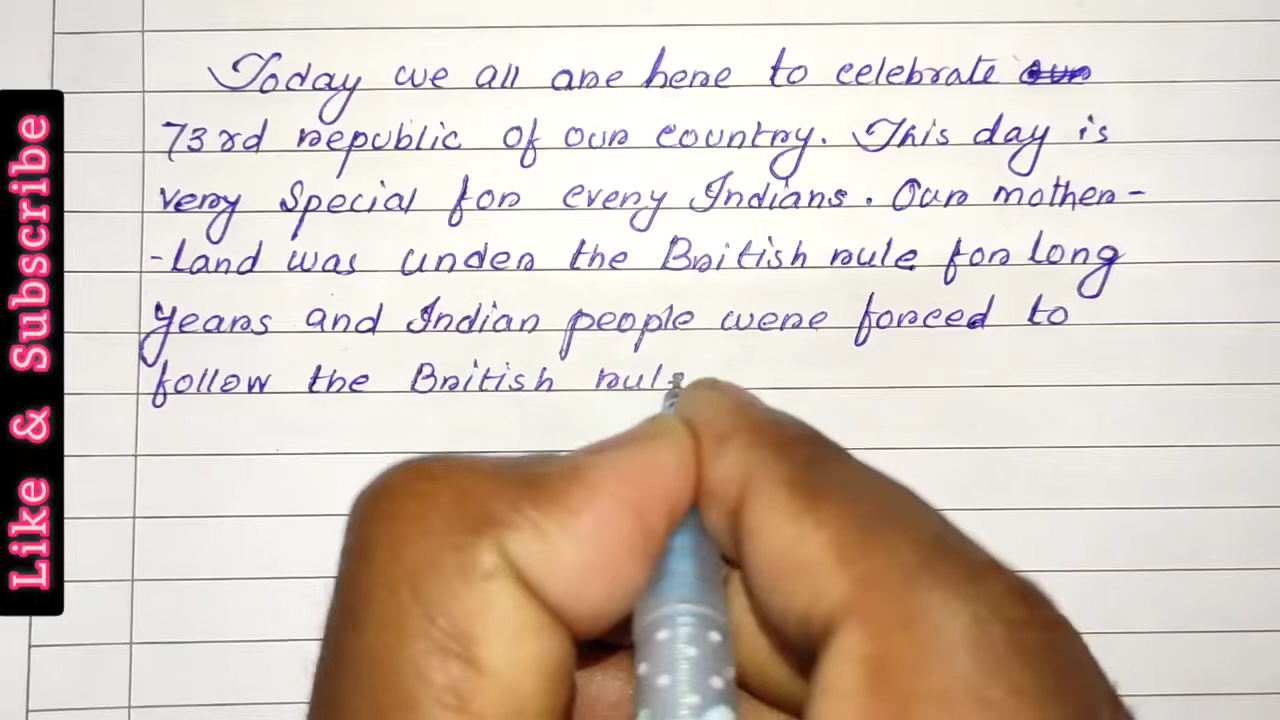 Like & Subscribe
Today we all are here to celebrate
73rd republic of our country. This day is
very Special for every Indians. Our mother-
-land was under the British rule for long
years and Indian people were forced to
follow the British rule